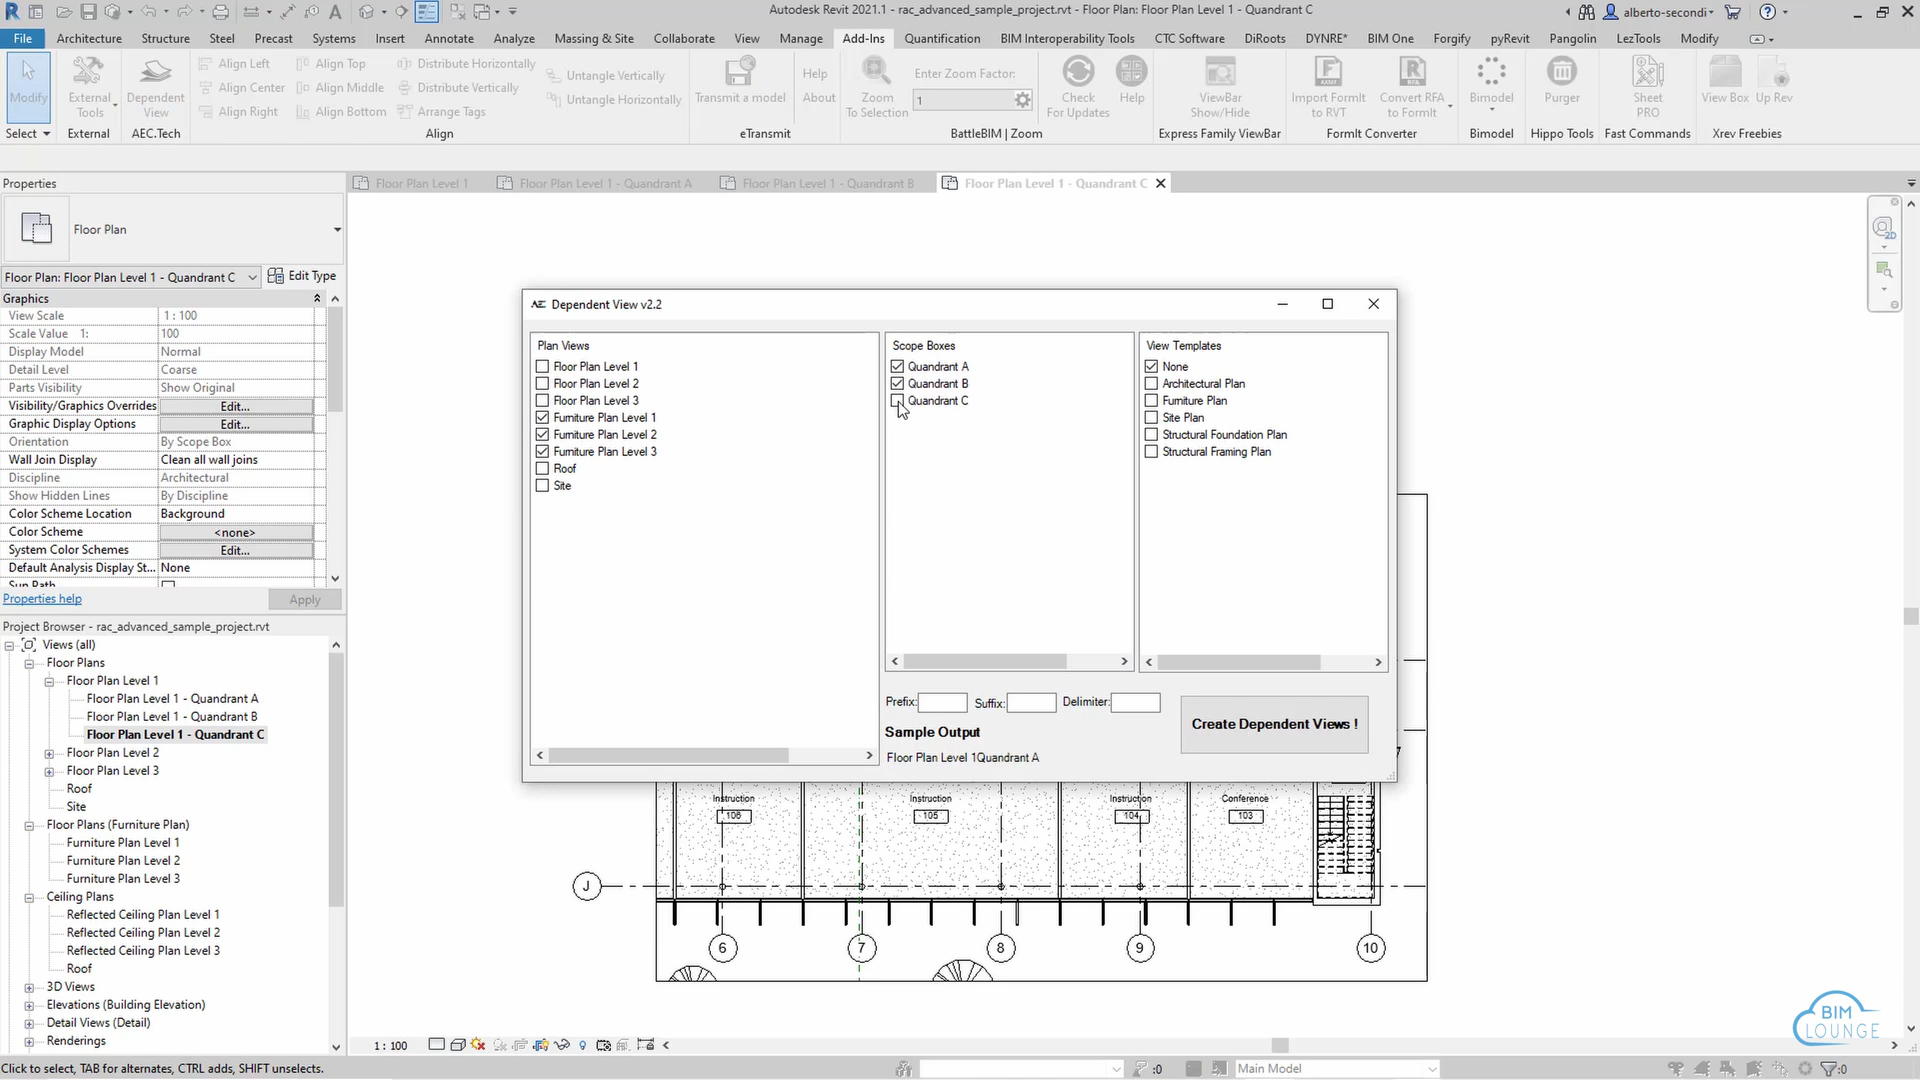 Autodesk Revit 2021.1 - rac_advanced_sample_project.rvt - Floor Plan: Floor Plan Level 1 - Quandrant C
alberto-secondi
File Architecture Structure Steel Precast Systems Insert Annotate Analyze Massing & Site Collaborate View Manage Add-Ins Quantification BIM Interoperability Tools CTC Software DiRoots DYNRE* BIM One Forgify pyRevit Pangolin LezTools Modify
Modify
External Tools
Dependent View
Align Left Align Top Distribute Horizontally
Align Center Align Middle Distribute Vertically
Align Right Align Bottom Arrange Tags
Untangle Vertically
Untangle Horizontally
Transmit a model
Help
About
Zoom To Selection
Enter Zoom Factor:
1
Check For Updates
Help
ViewBar Show/Hide
Import FormIt to RVT
Convert RFA to FormIt
Bimodel
Purger
Sheet PRO
View Box
Up Rev
Select External AEC.Tech Align eTransmit BattleBIM | Zoom Express Family ViewBar FormIt Converter Bimodel Hippo Tools Fast Commands Xrev Freebies
Properties
Floor Plan Level 1 Floor Plan Level 1 - Quandrant A Floor Plan Level 1 - Quandrant B Floor Plan Level 1 - Quandrant C
Floor Plan
Floor Plan: Floor Plan Level 1 - Quandrant C Edit Type
Graphics
View Scale 1 : 100
Scale Value 1: 100
Display Model Normal
Detail Level Coarse
Parts Visibility Show Original
Visibility/Graphics Overrides Edit...
Graphic Display Options Edit...
Orientation By Scope Box
Wall Join Display Clean all wall joins
Discipline Architectural
Show Hidden Lines By Discipline
Color Scheme Location Background
Color Scheme <none>
System Color Schemes Edit...
Default Analysis Display St... None
Sun Path
Properties help Apply
Project Browser - rac_advanced_sample_project.rvt
Views (all)
Floor Plans
Floor Plan Level 1
Floor Plan Level 1 - Quandrant A
Floor Plan Level 1 - Quandrant B
Floor Plan Level 1 - Quandrant C
Floor Plan Level 2
Floor Plan Level 3
Roof
Site
Floor Plans (Furniture Plan)
Furniture Plan Level 1
Furniture Plan Level 2
Furniture Plan Level 3
Ceiling Plans
Reflected Ceiling Plan Level 1
Reflected Ceiling Plan Level 2
Reflected Ceiling Plan Level 3
Roof
3D Views
Elevations (Building Elevation)
Detail Views (Detail)
Renderings
Dependent View v2.2
Plan Views
Floor Plan Level 1
Floor Plan Level 2
Floor Plan Level 3
Furniture Plan Level 1
Furniture Plan Level 2
Furniture Plan Level 3
Roof
Site
Scope Boxes
Quandrant A
Quandrant B
Quandrant C
View Templates
None
Architectural Plan
Furniture Plan
Site Plan
Structural Foundation Plan
Structural Framing Plan
Prefix: Suffix: Delimiter:
Create Dependent Views !
Sample Output
Floor Plan Level 1Quandrant A
Instruction Instruction Instruction Conference
106 105 104 103
J
6 7 8 9 10
BIM
LOUNGE
1 : 100
Click to select, TAB for alternates, CTRL adds, SHIFT unselects.
:0
Main Model
:0